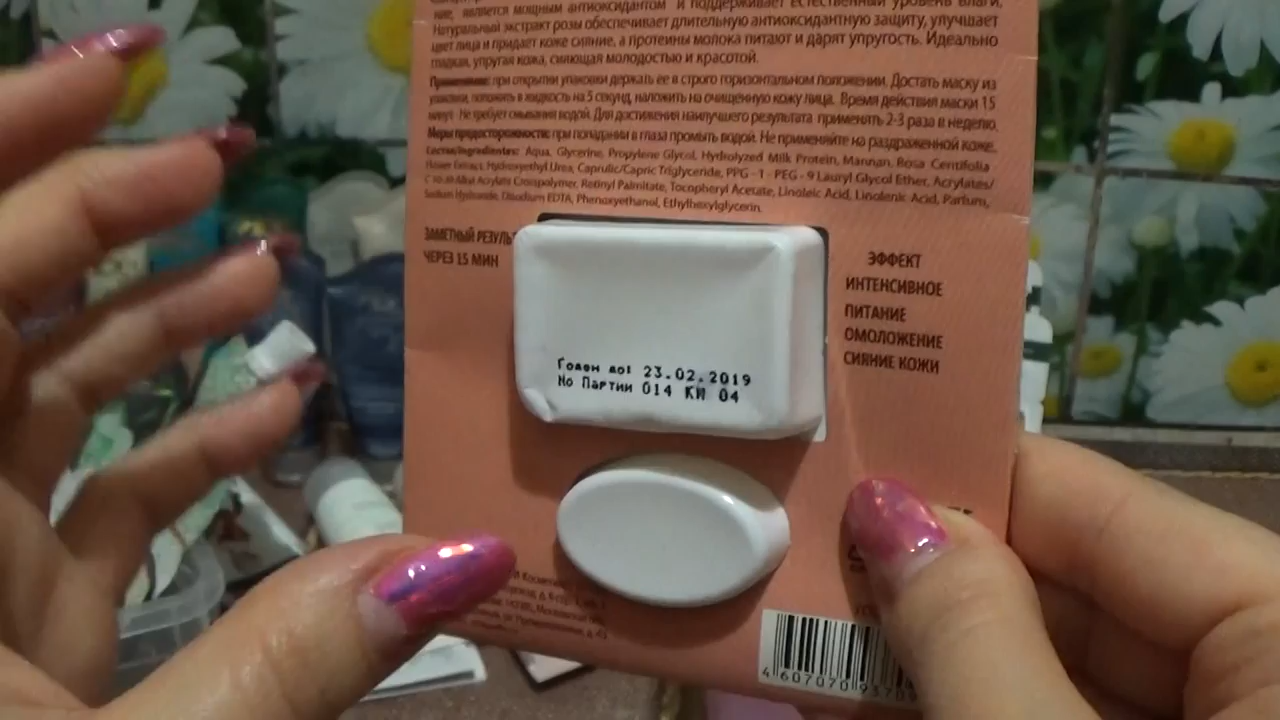 ние, является мощным антиоксидантом и поддерживает естественный уровень влаги.
Натуральный экстракт розы обеспечивает длительную антиоксидантную защиту, улучшает
цвет лица и придает коже сияние, а протеины молока питают и дарят упругость. Идеально
гладкая, упругая кожа, сияющая молодостью и красотой.
Применение: при открытии упаковки держать ее в строго горизонтальном положении. Достать маску из
упаковки, положить в жидкость на 5 секунд, наложить на очищенную кожу лица. Время действия маски 15
минут. Не требует смывания водой. Для достижения наилучшего результата применять 2-3 раза в неделю.
Меры предосторожности: при попадании в глаза промыть водой. Не применяйте на раздраженной коже.
Состав/Ingredients: Aqua, Glycerine, Propylene Glycol, Hydrolyzed Milk Protein, Mannan, Rosa Centifolia
Flower Extract, Hydroxyethyl Urea, Caprulic/Capric Triglyceride, PPG - 1 - PEG - 9 Lauryl Glycol Ether, Acrylates/
C 10-30 Alkyl Acrylats Crosspolymer, Retinyl Palmitate, Tocopheryl Acetate, Linoleic Acid, Linolenic Acid, Parfum,
Sodium Hydroxide, Disodium EDTA, Phenoxyethanol, Ethylhexylglycerin.
ЗАМЕТНЫЙ РЕЗУЛЬТ
ЧЕРЕЗ 15 МИН
Годен до: 23.02.2019
No Партии 014 КИ 04
ЭФФЕКТ
ИНТЕНСИВНОЕ
ПИТАНИЕ
ОМОЛОЖЕНИЕ
СИЯНИЕ КОЖИ
4 607070